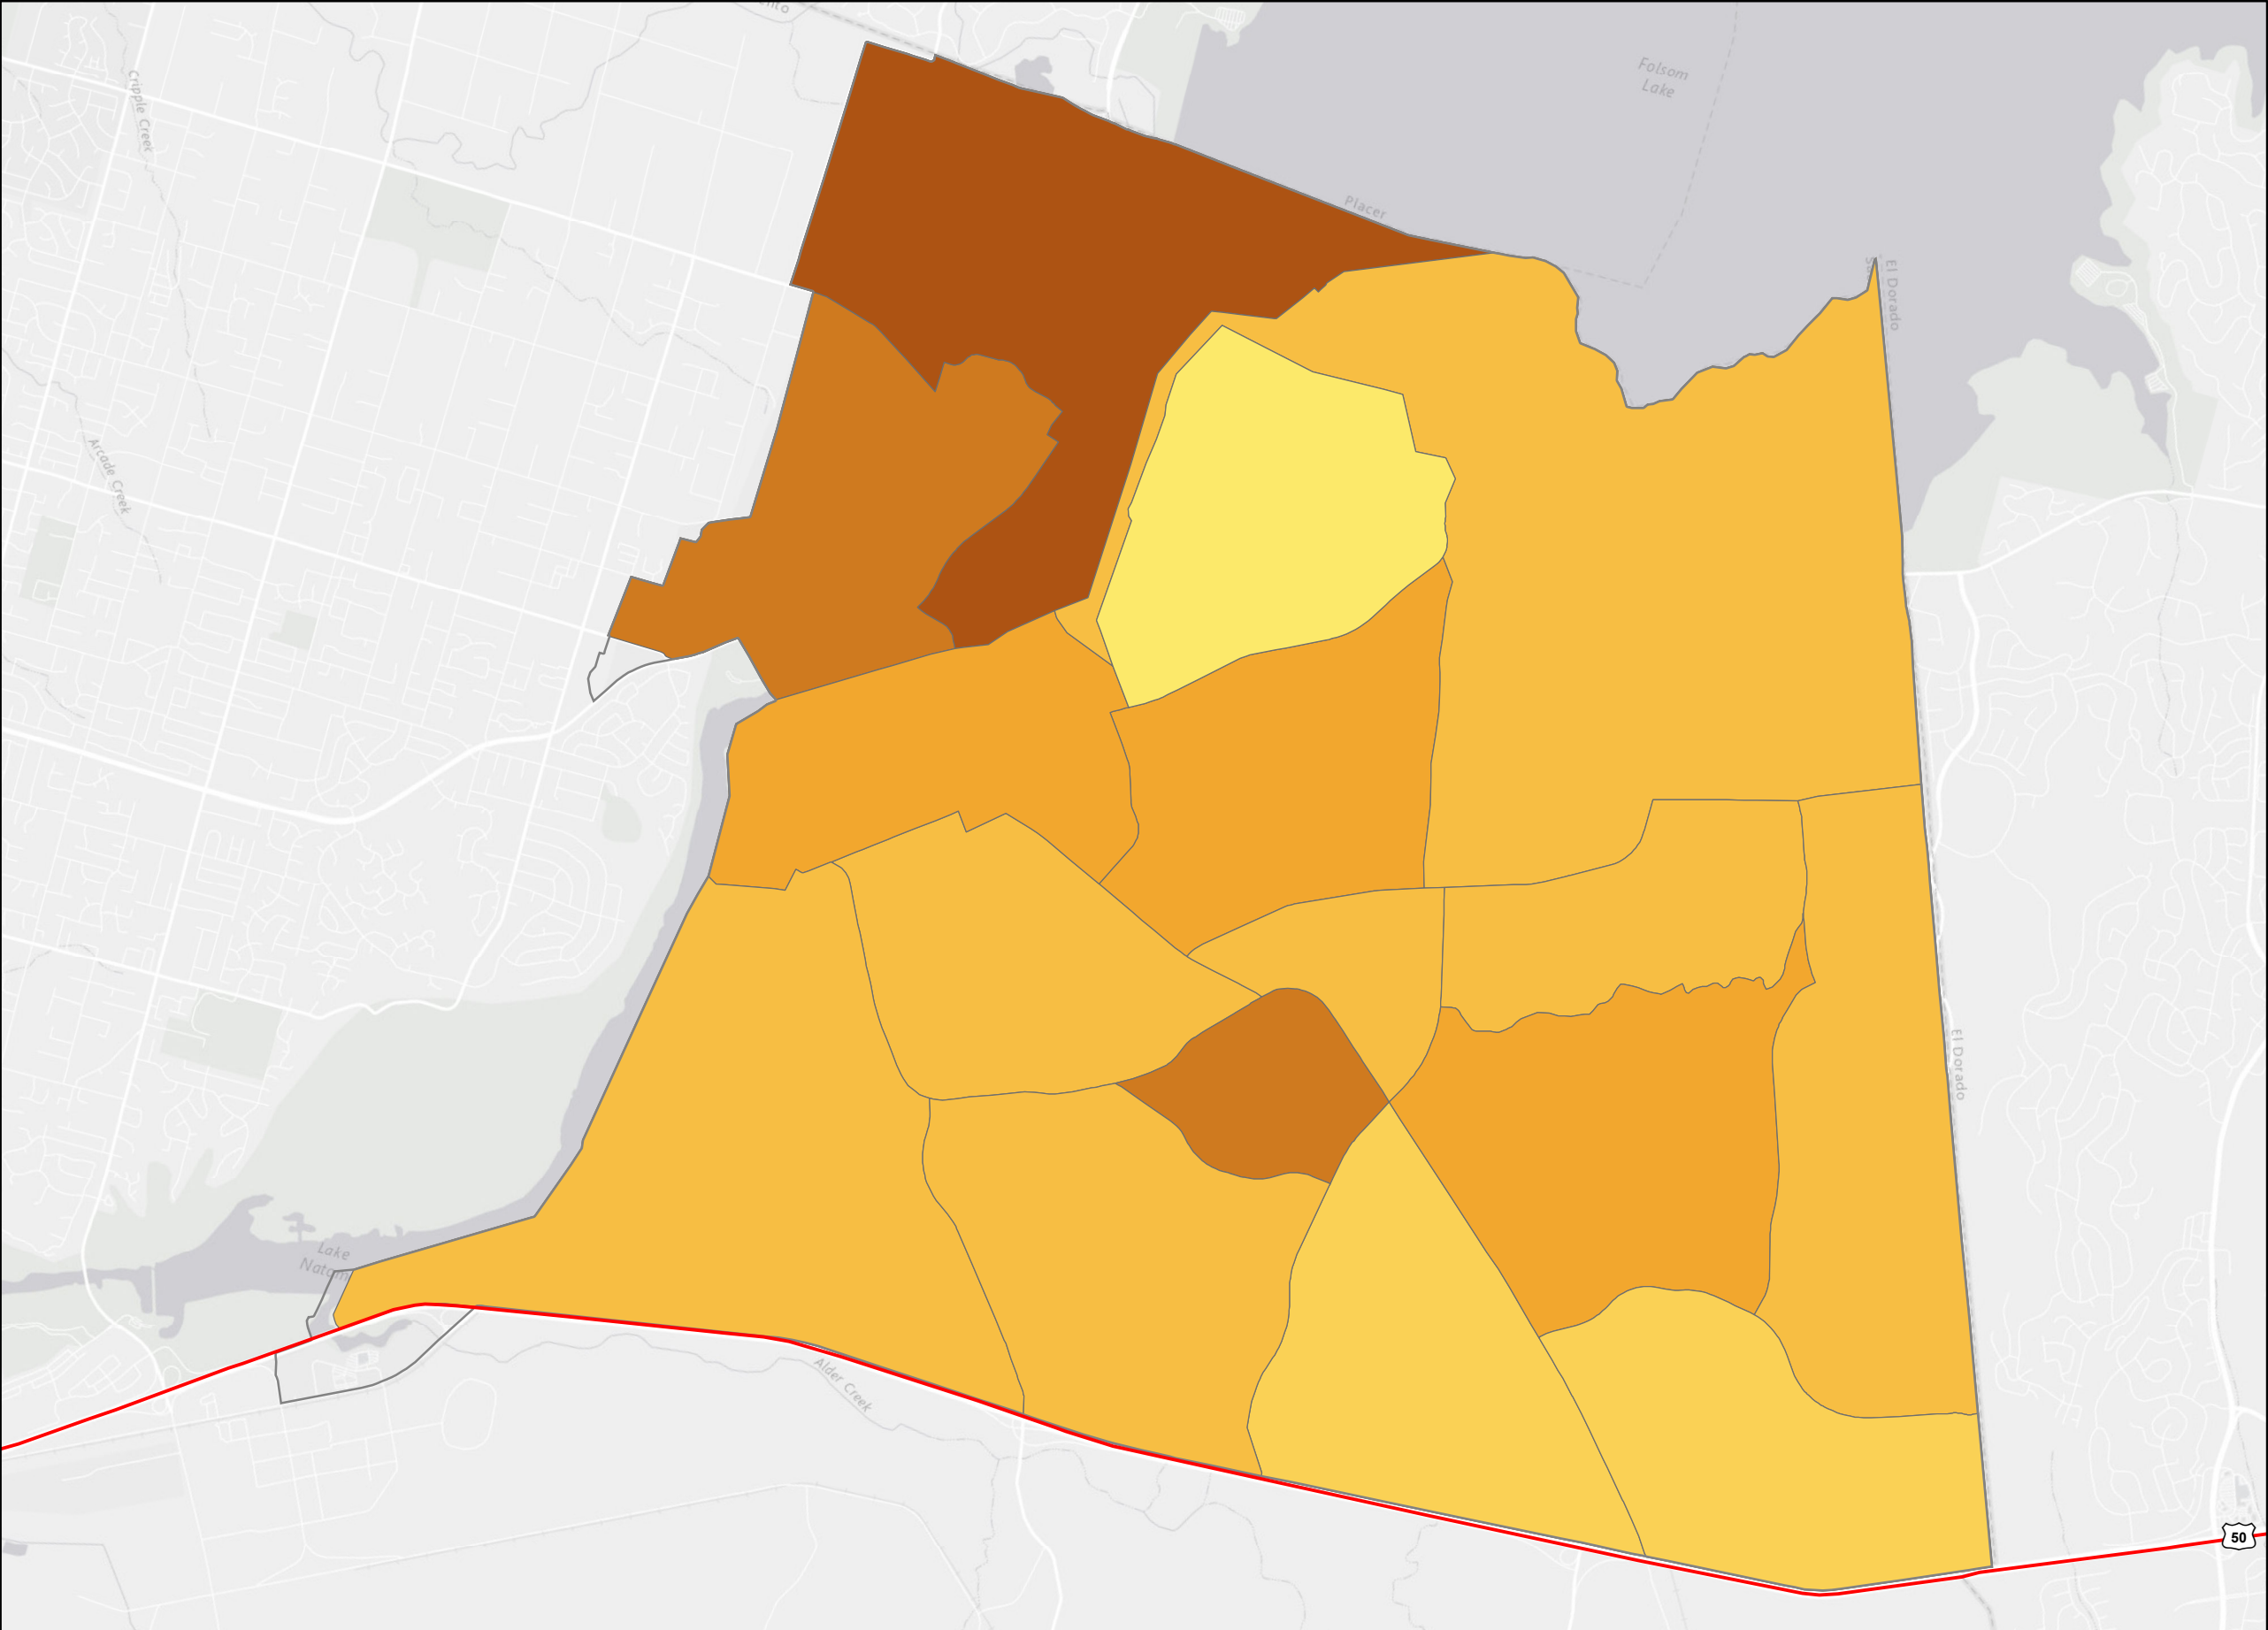 Folsom
Lake
Cripple Creek
Placer
El Dorado
Arcade Creek
El Dorado
Lake
Natom
Alder Creek
50